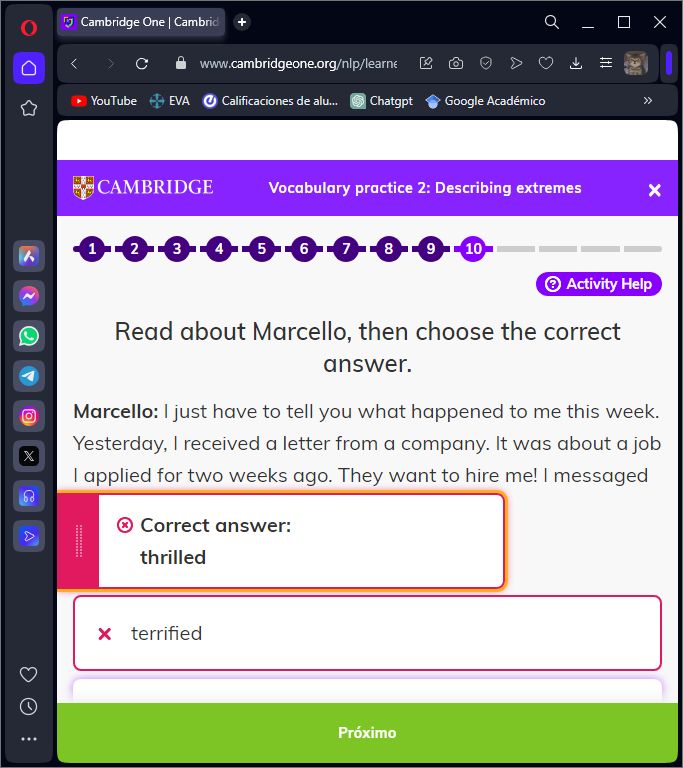 Cambridge One | Cambrid
www.cambridgeone.org/nlp/learne
YouTube EVA Calificaciones de alu... Chatgpt Google Académico »
CAMBRIDGE Vocabulary practice 2: Describing extremes
1 2 3 4 5 6 7 8 9 10
Activity Help
Read about Marcello, then choose the correct
answer.
Marcello: I just have to tell you what happened to me this week.
Yesterday, I received a letter from a company. It was about a job
I applied for two weeks ago. They want to hire me! I messaged
Correct answer:
thrilled
terrified
Próximo